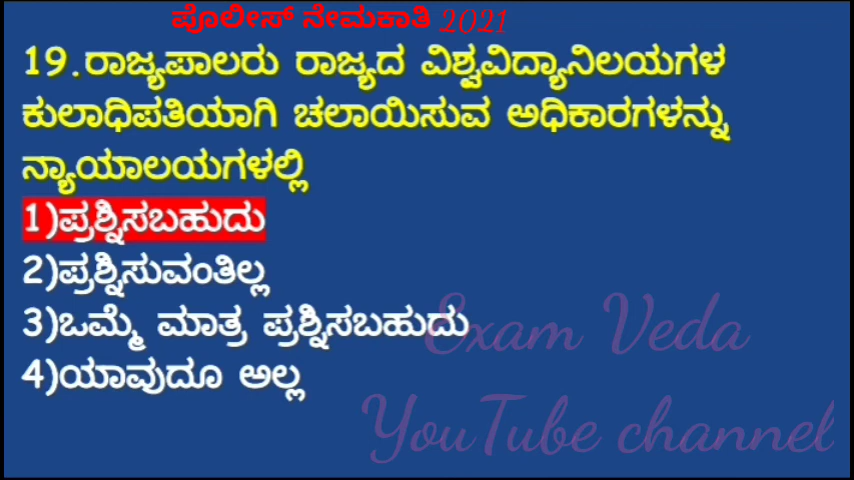 ಪೊಲೀಸ್ ನೇಮಕಾತಿ 2021
19.ರಾಜ್ಯಪಾಲರು ರಾಜ್ಯದ ವಿಶ್ವವಿದ್ಯಾನಿಲಯಗಳ
ಕುಲಾಧಿಪತಿಯಾಗಿ ಚಲಾಯಿಸುವ ಅಧಿಕಾರಗಳನ್ನು
ನ್ಯಾಯಾಲಯಗಳಲ್ಲಿ
1)ಪ್ರಶ್ನಿಸಬಹುದು
2)ಪ್ರಶ್ನಿಸುವಂತಿಲ್ಲ
3)ಒಮ್ಮೆ ಮಾತ್ರ ಪ್ರಶ್ನಿಸಬಹುದು
4)ಯಾವುದೂ ಅಲ್ಲ
Exam Veda
YouTube channel